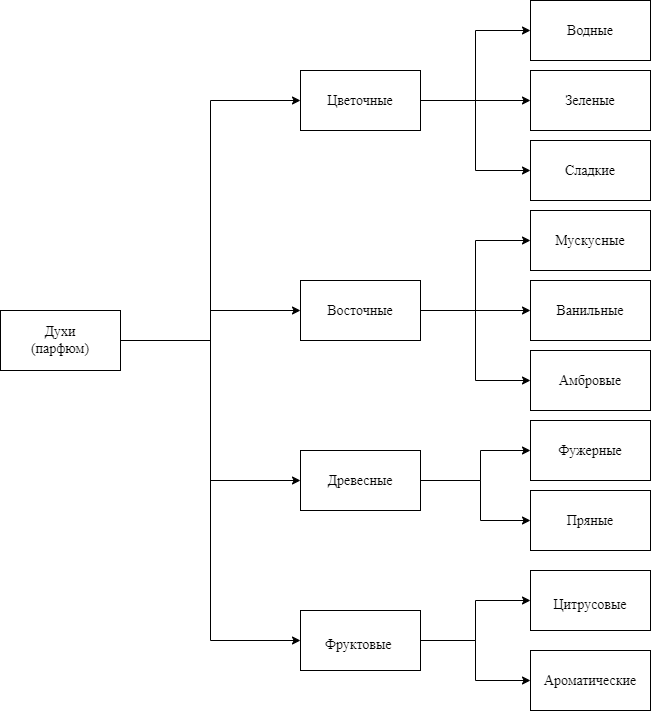 Духи
(парфюм)
Цветочные
Водные
Зеленые
Сладкие
Восточные
Мускусные
Ванильные
Амбровые
Древесные
Фужерные
Пряные
Фруктовые
Цитрусовые
Ароматические